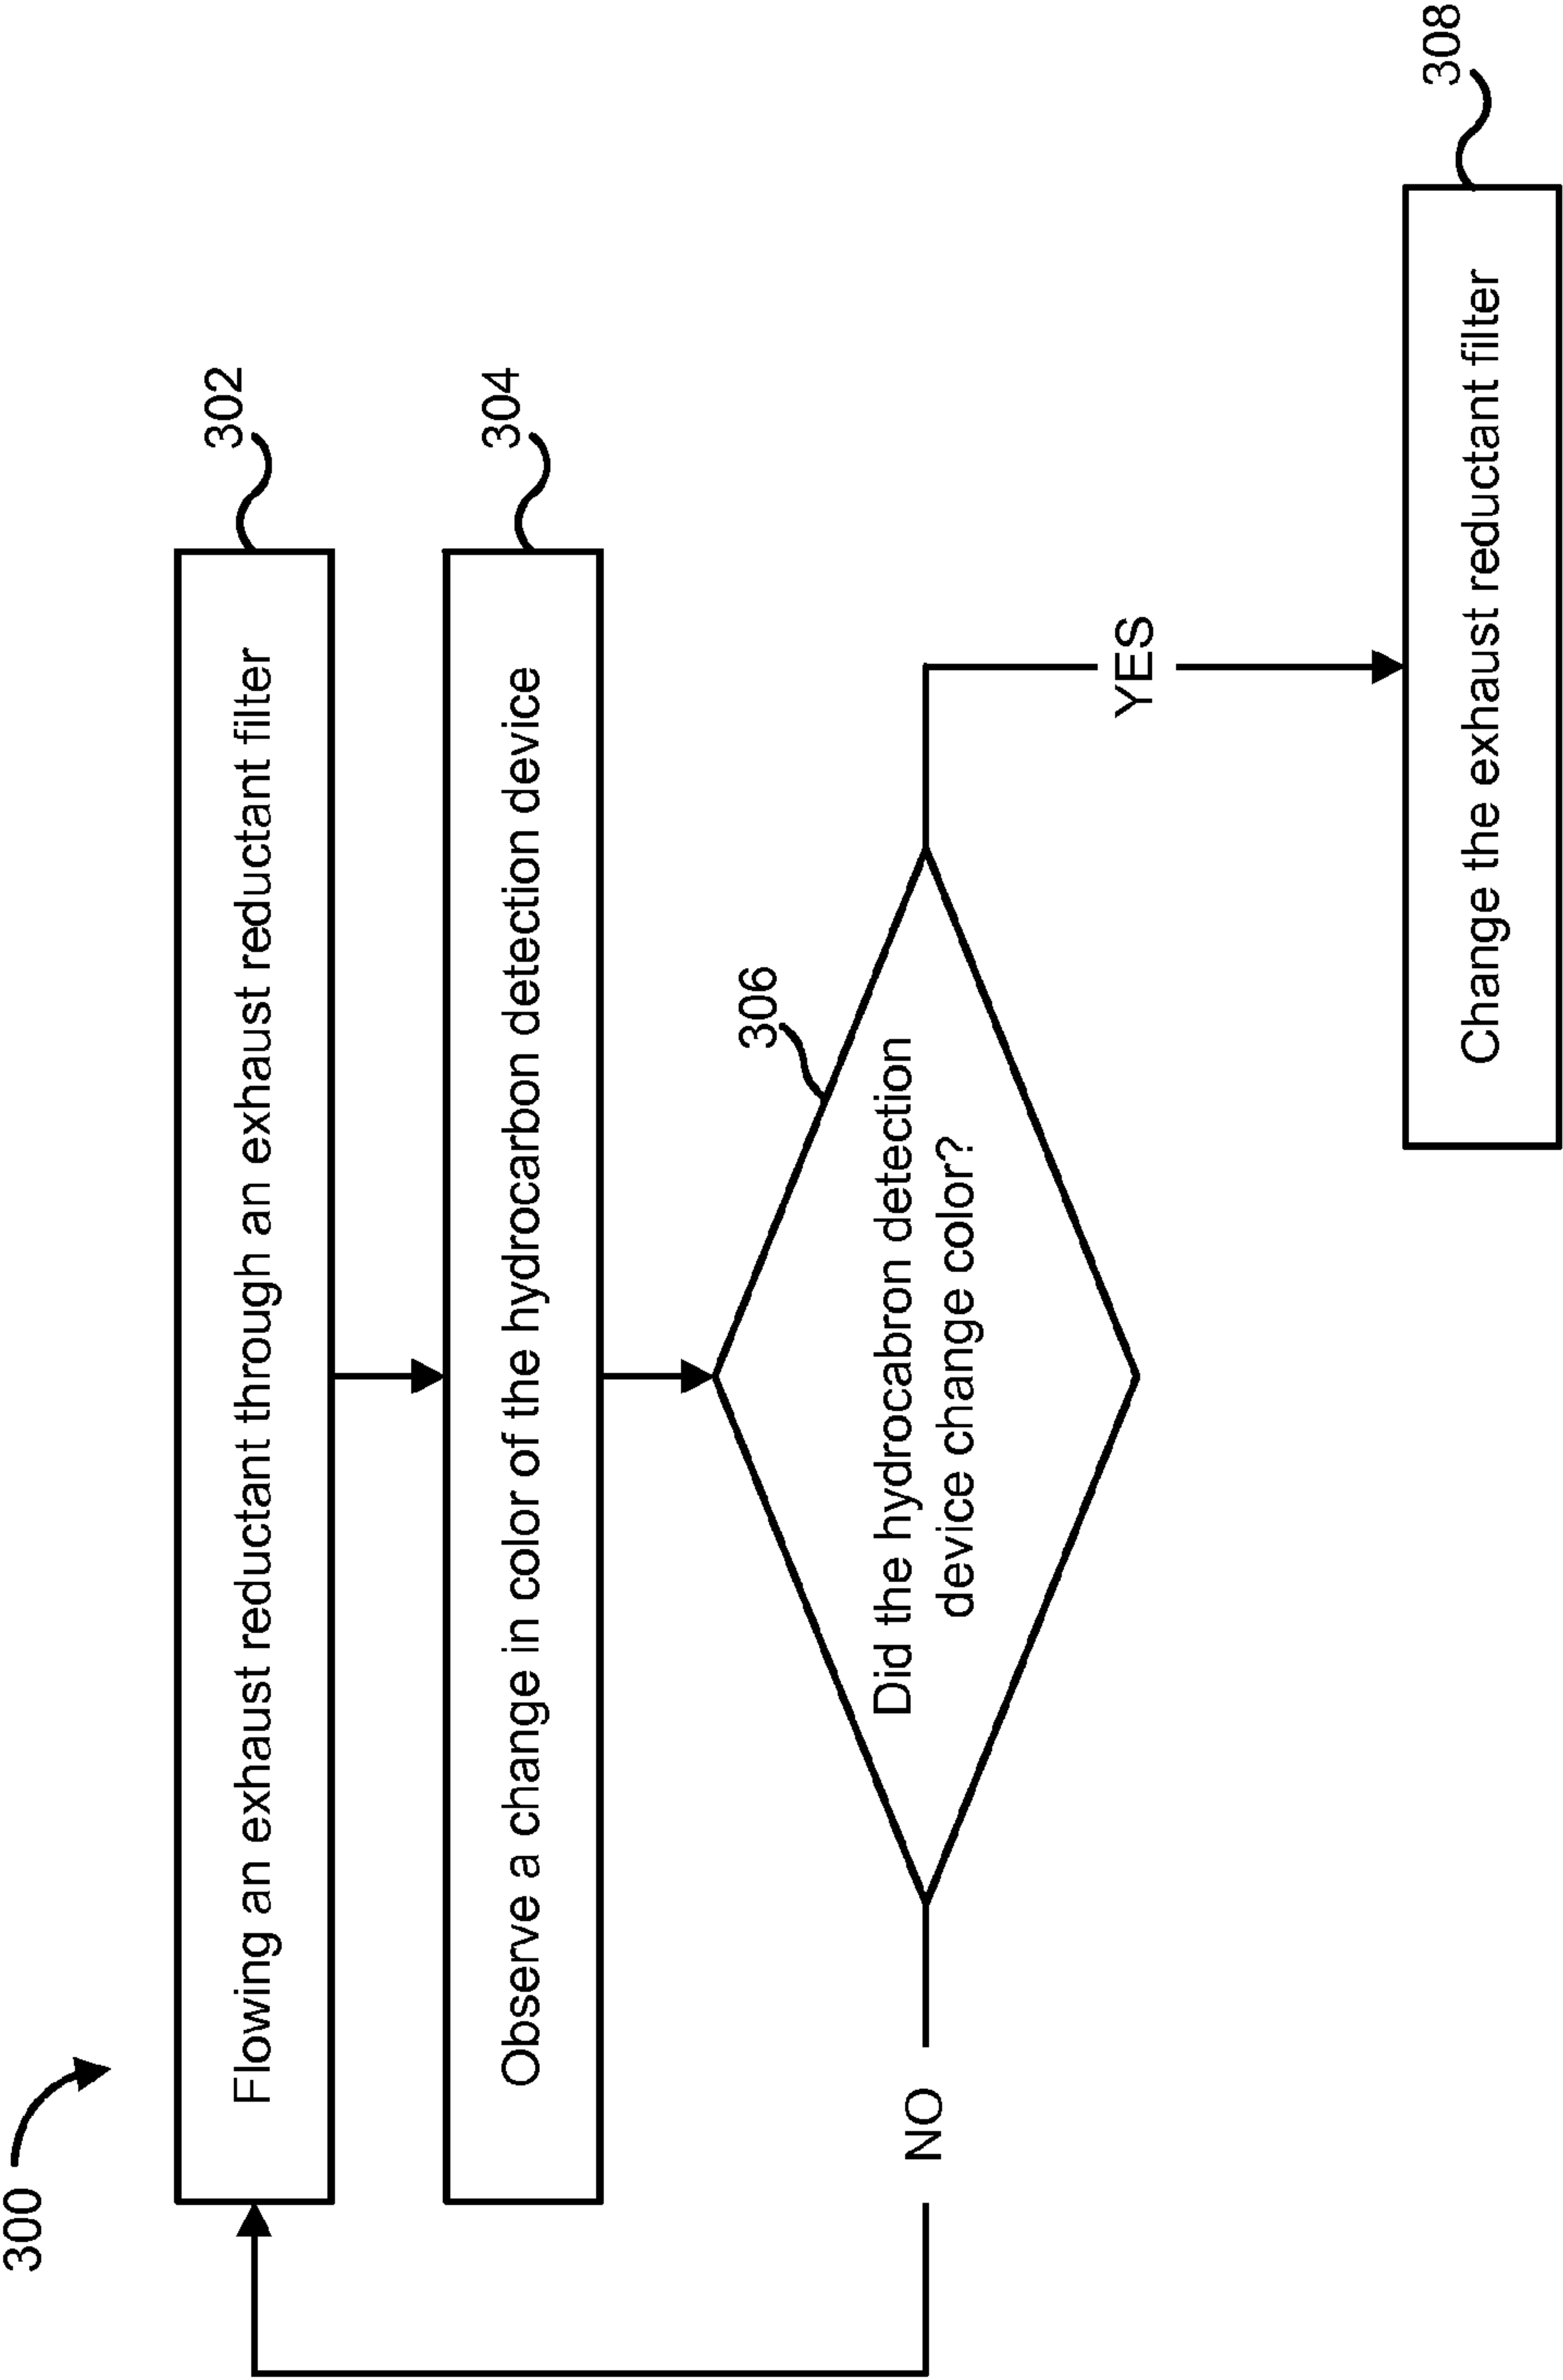 300
302
Flowing an exhaust reductant through an exhaust reductant filter
304
Observe a change in color of the hydrocarbon detection device
306
Did the hydrocabron detection
device change color?
NO
YES
308
Change the exhaust reductant filter